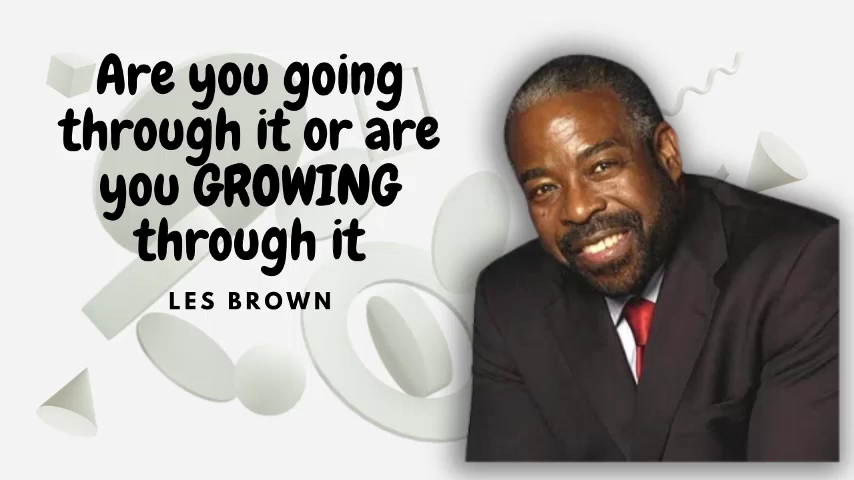 Are you going
through it or are
you GROWING
through it
LES BROWN